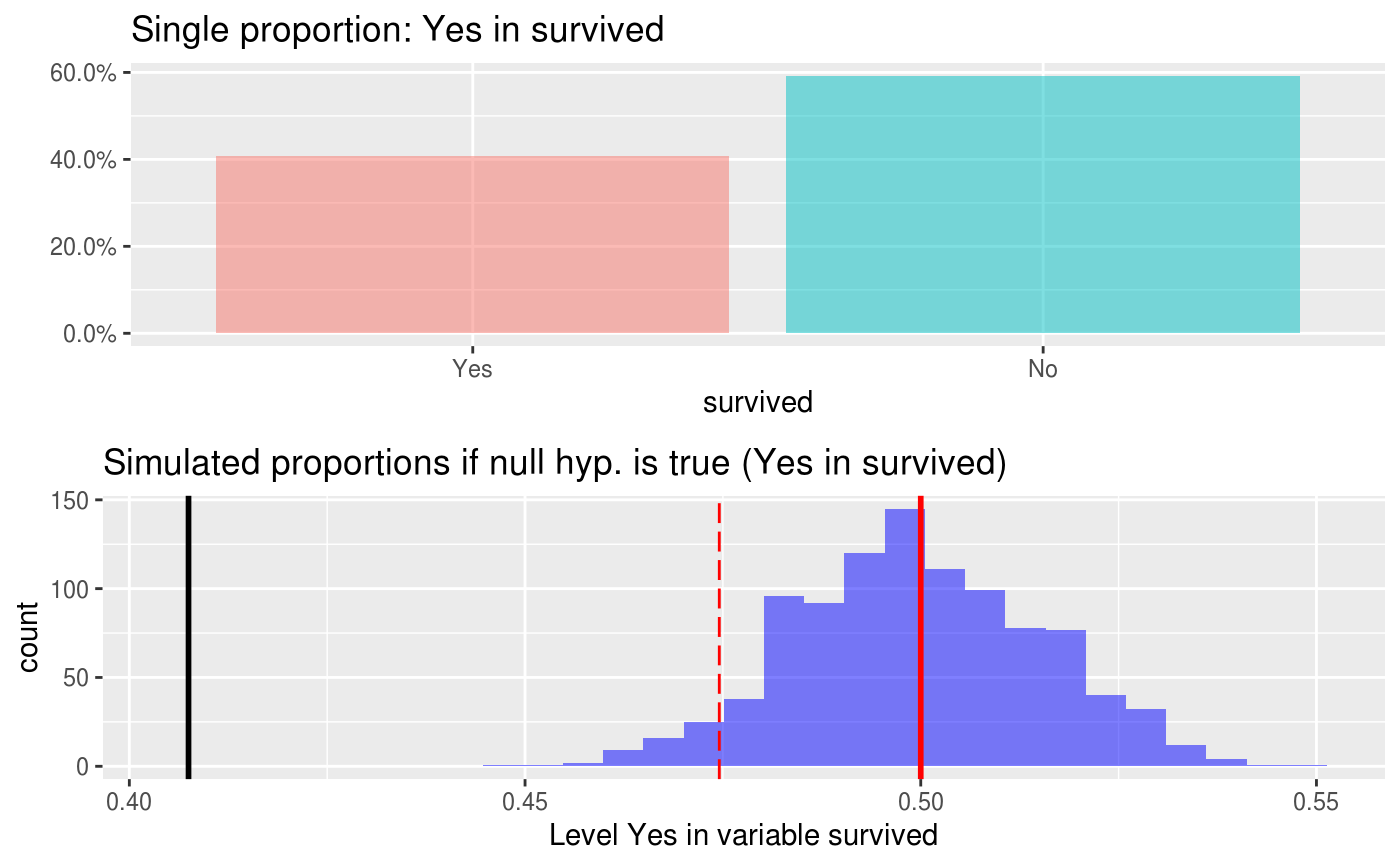 Single proportion: Yes in survived
60.0%
40.0%
20.0%
0.0%
Yes No
survived
Simulated proportions if null hyp. is true (Yes in survived)
count
150
100
50
0
0.40 0.45 0.50 0.55
Level Yes in variable survived